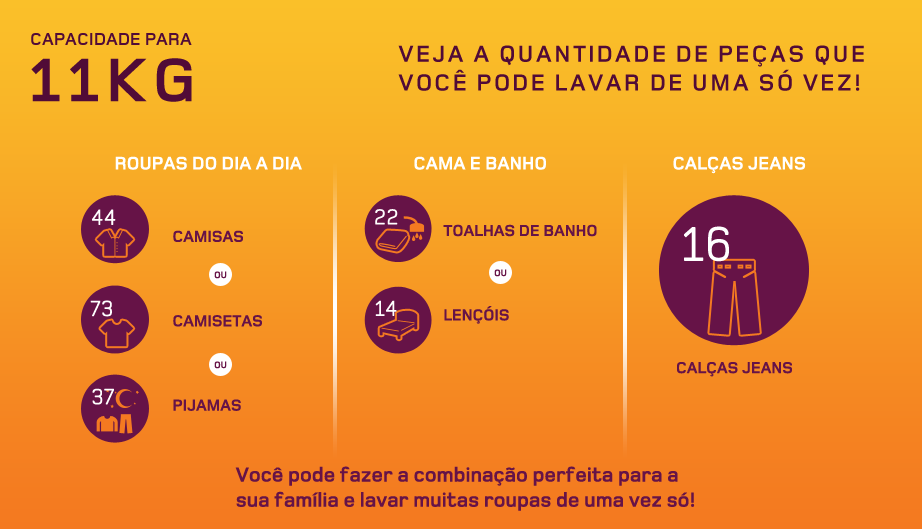 CAPACIDADE PARA
11KG
VEJA A QUANTIDADE DE PEÇAS QUE
VOCÊ PODE LAVAR DE UMA SÓ VEZ!
ROUPAS DO DIA A DIA
44
CAMISAS
OU
73
CAMISETAS
OU
37
PIJAMAS
CAMA E BANHO
22
TOALHAS DE BANHO
OU
14
LENÇÓIS
CALÇAS JEANS
16
CALÇAS JEANS
Você pode fazer a combinação perfeita para a
sua família e lavar muitas roupas de uma vez só!